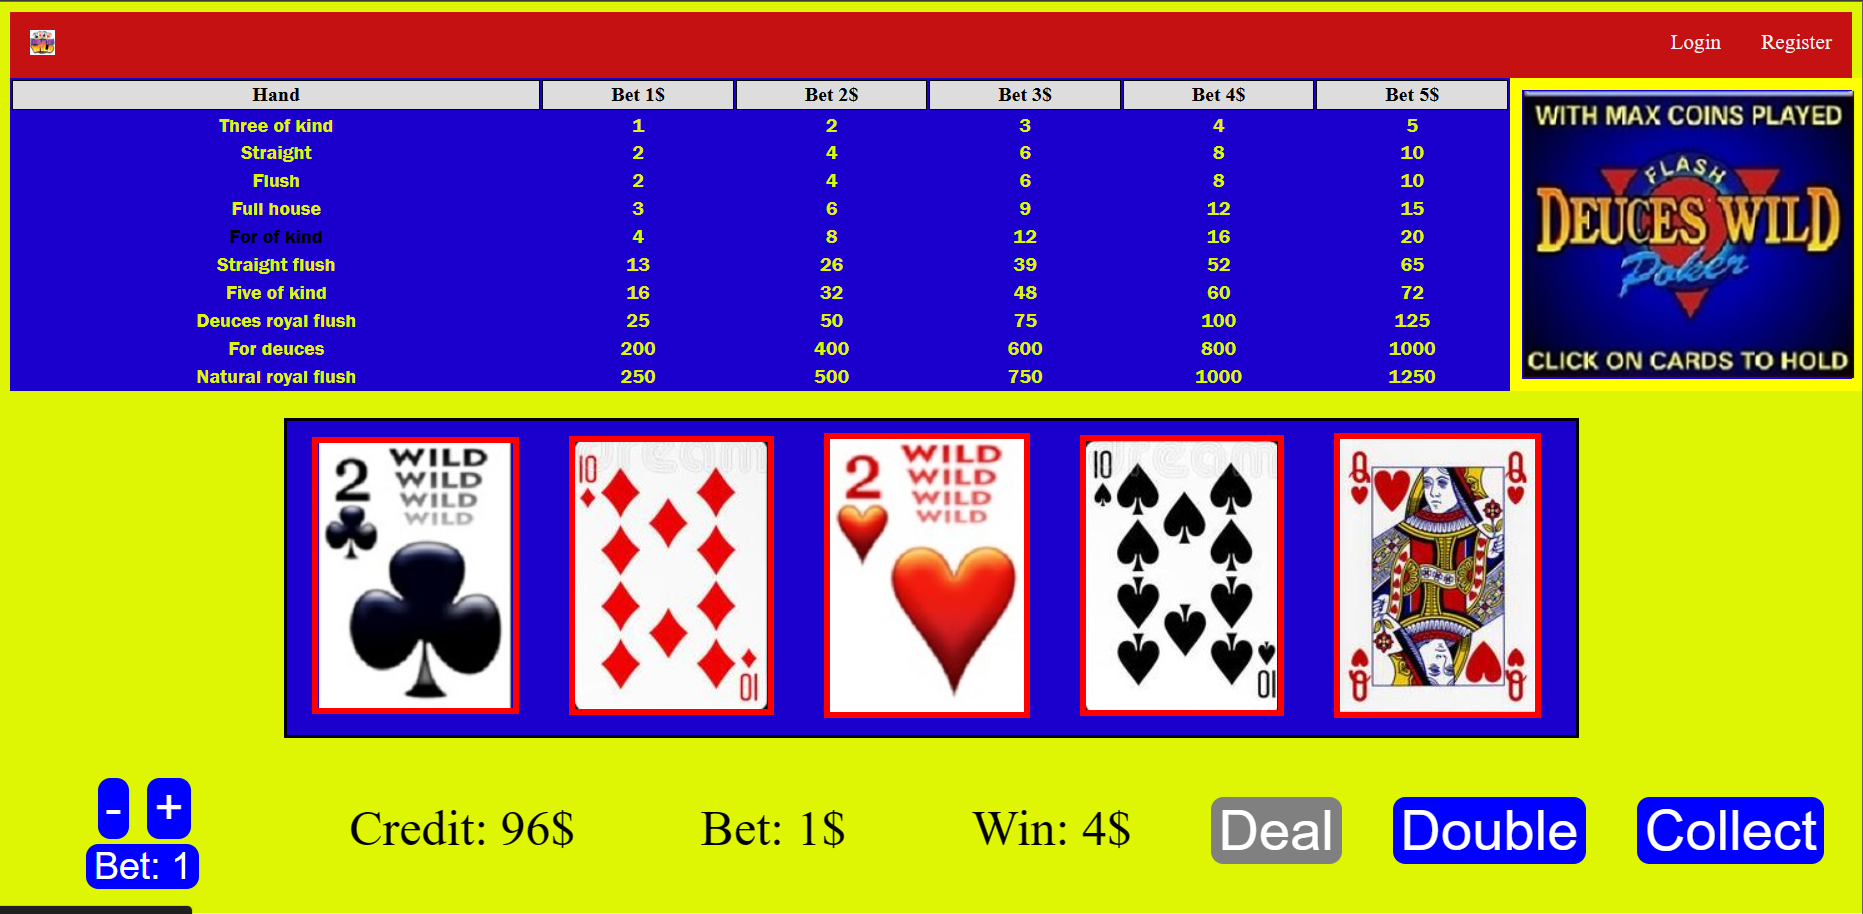 Login Register
Hand Bet 1$ Bet 2$ Bet 3$ Bet 4$ Bet 5$
Three of kind 1 2 3 4 5
Straight 2 4 6 8 10
Flush 2 4 6 8 10
Full house 3 6 9 12 15
For of kind 4 8 12 16 20
Straight flush 13 26 39 52 65
Five of kind 16 32 48 60 72
Deuces royal flush 25 50 75 100 125
For deuces 200 400 600 800 1000
Natural royal flush 250 500 750 1000 1250
WITH MAX COINS PLAYED
FLASH
DEUCES WILD
Poker
CLICK ON CARDS TO HOLD
2 WILD
WILD
WILD
WILD
10
dream
10
2 WILD
WILD
WILD
WILD
10
dream
10
Q Q
Q Q
- +
Bet: 1
Credit: 96$ Bet: 1$ Win: 4$ Deal Double Collect